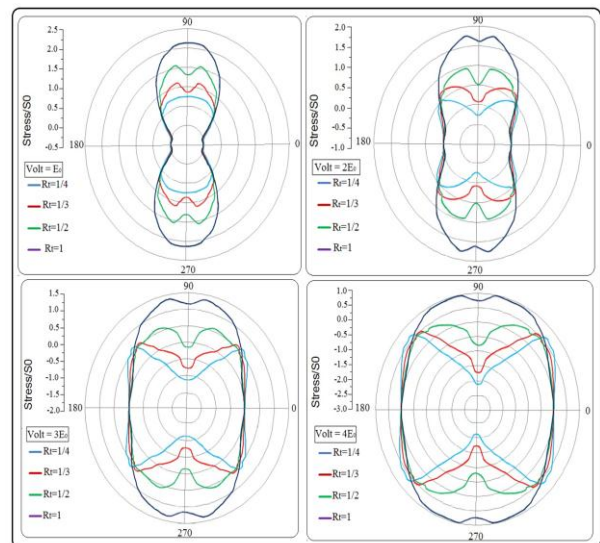 90
2.5
2.0
1.5
1.0
0.5
0.0
-0.5
Stress/S0
180
0
Volt = E₀
Rt=1/4
Rt=1/3
Rt=1/2
Rt=1
270
90
2.0
1.5
1.0
0.5
0.0
-0.5
-1.0
Stress/S0
180
0
Volt = 2E₀
Rt=1/4
Rt=1/3
Rt=1/2
Rt=1
270
90
1.5
1.0
0.5
0.0
-0.5
-1.0
-1.5
-2.0
Stress/S0
180
0
Volt = 3E₀
Rt=1/4
Rt=1/3
Rt=1/2
Rt=1
270
90
1.0
0.5
0.0
-0.5
-1.0
-1.5
-2.0
-2.5
-3.0
Stress/S0
180
0
Volt = 4E₀
Rt=1/4
Rt=1/3
Rt=1/2
Rt=1
270